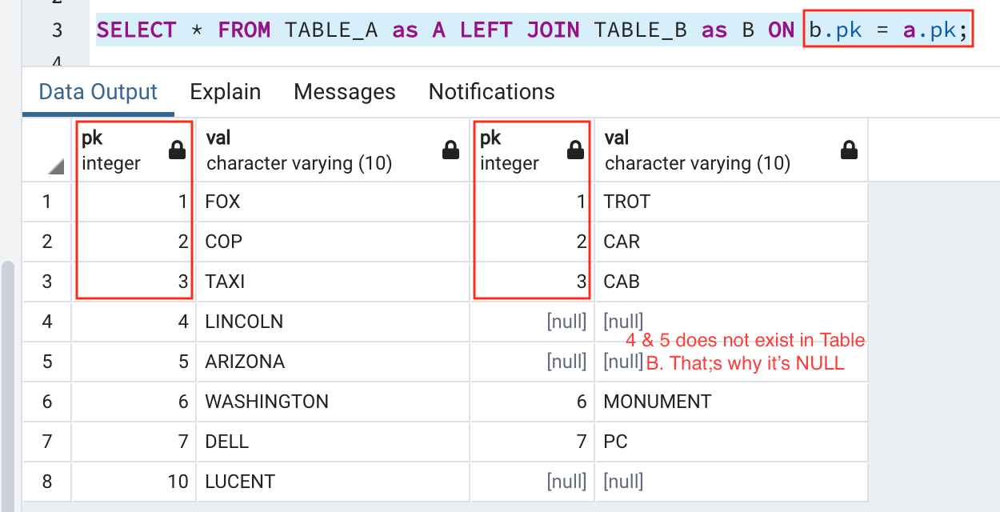 3 SELECT * FROM TABLE_A as A LEFT JOIN TABLE_B as B ON b.pk = a.pk;
4
Data Output Explain Messages Notifications
pk val pk val
integer character varying (10) integer character varying (10)
1 1 FOX 1 TROT
2 2 COP 2 CAR
3 3 TAXI 3 CAB
4 4 LINCOLN [null] [null]
4 & 5 does not exist in Table
5 5 ARIZONA [null] [null] B. That;s why it’s NULL
6 6 WASHINGTON 6 MONUMENT
7 7 DELL 7 PC
8 10 LUCENT [null] [null]